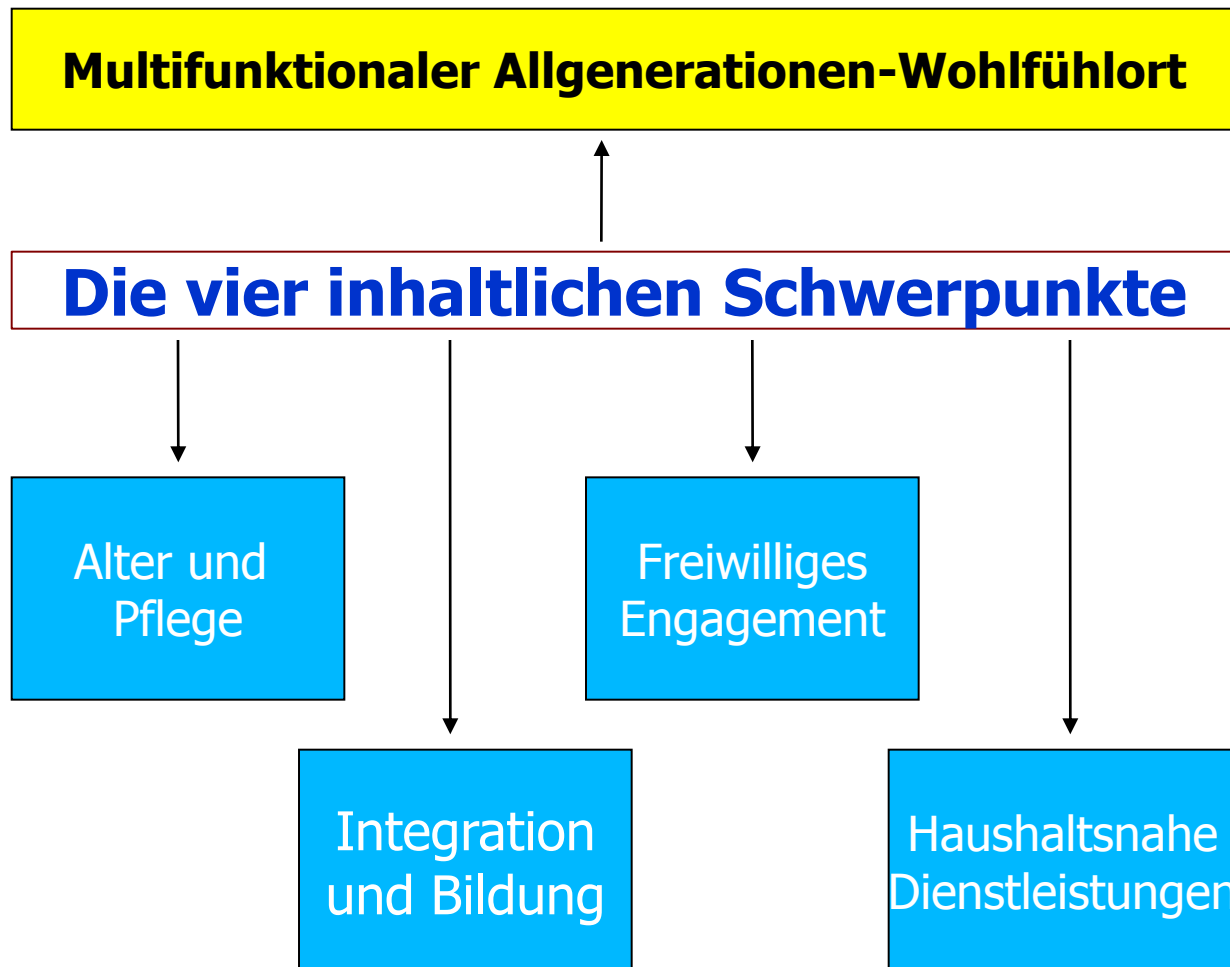 Multifunktionaler Allgenerationen-Wohlfühlort
Die vier inhaltlichen Schwerpunkte
Alter und
Pflege
Freiwilliges
Engagement
Integration
und Bildung
Haushaltsnahe
Dienstleistungen